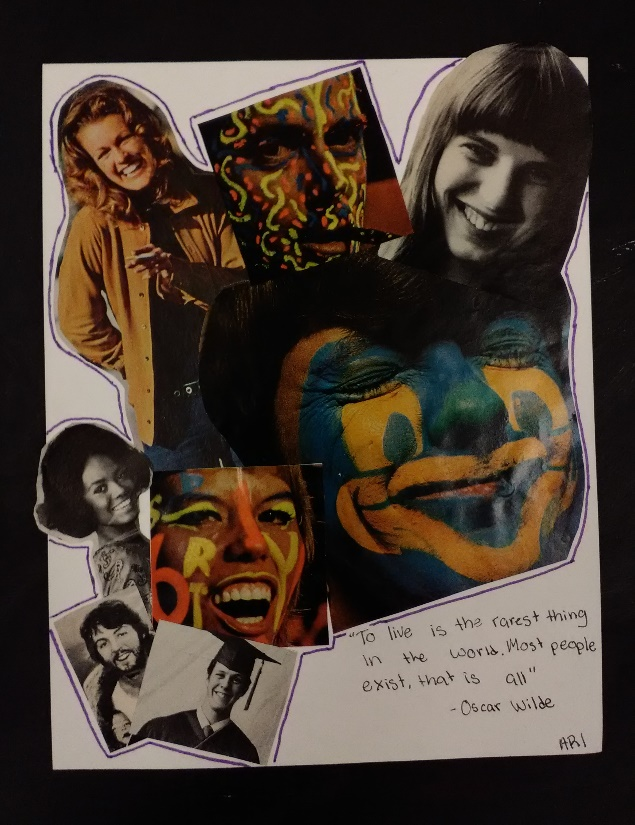 "To live is the rarest thing
in the world. Most people
exist, that is all"
-Oscar Wilde
ARI